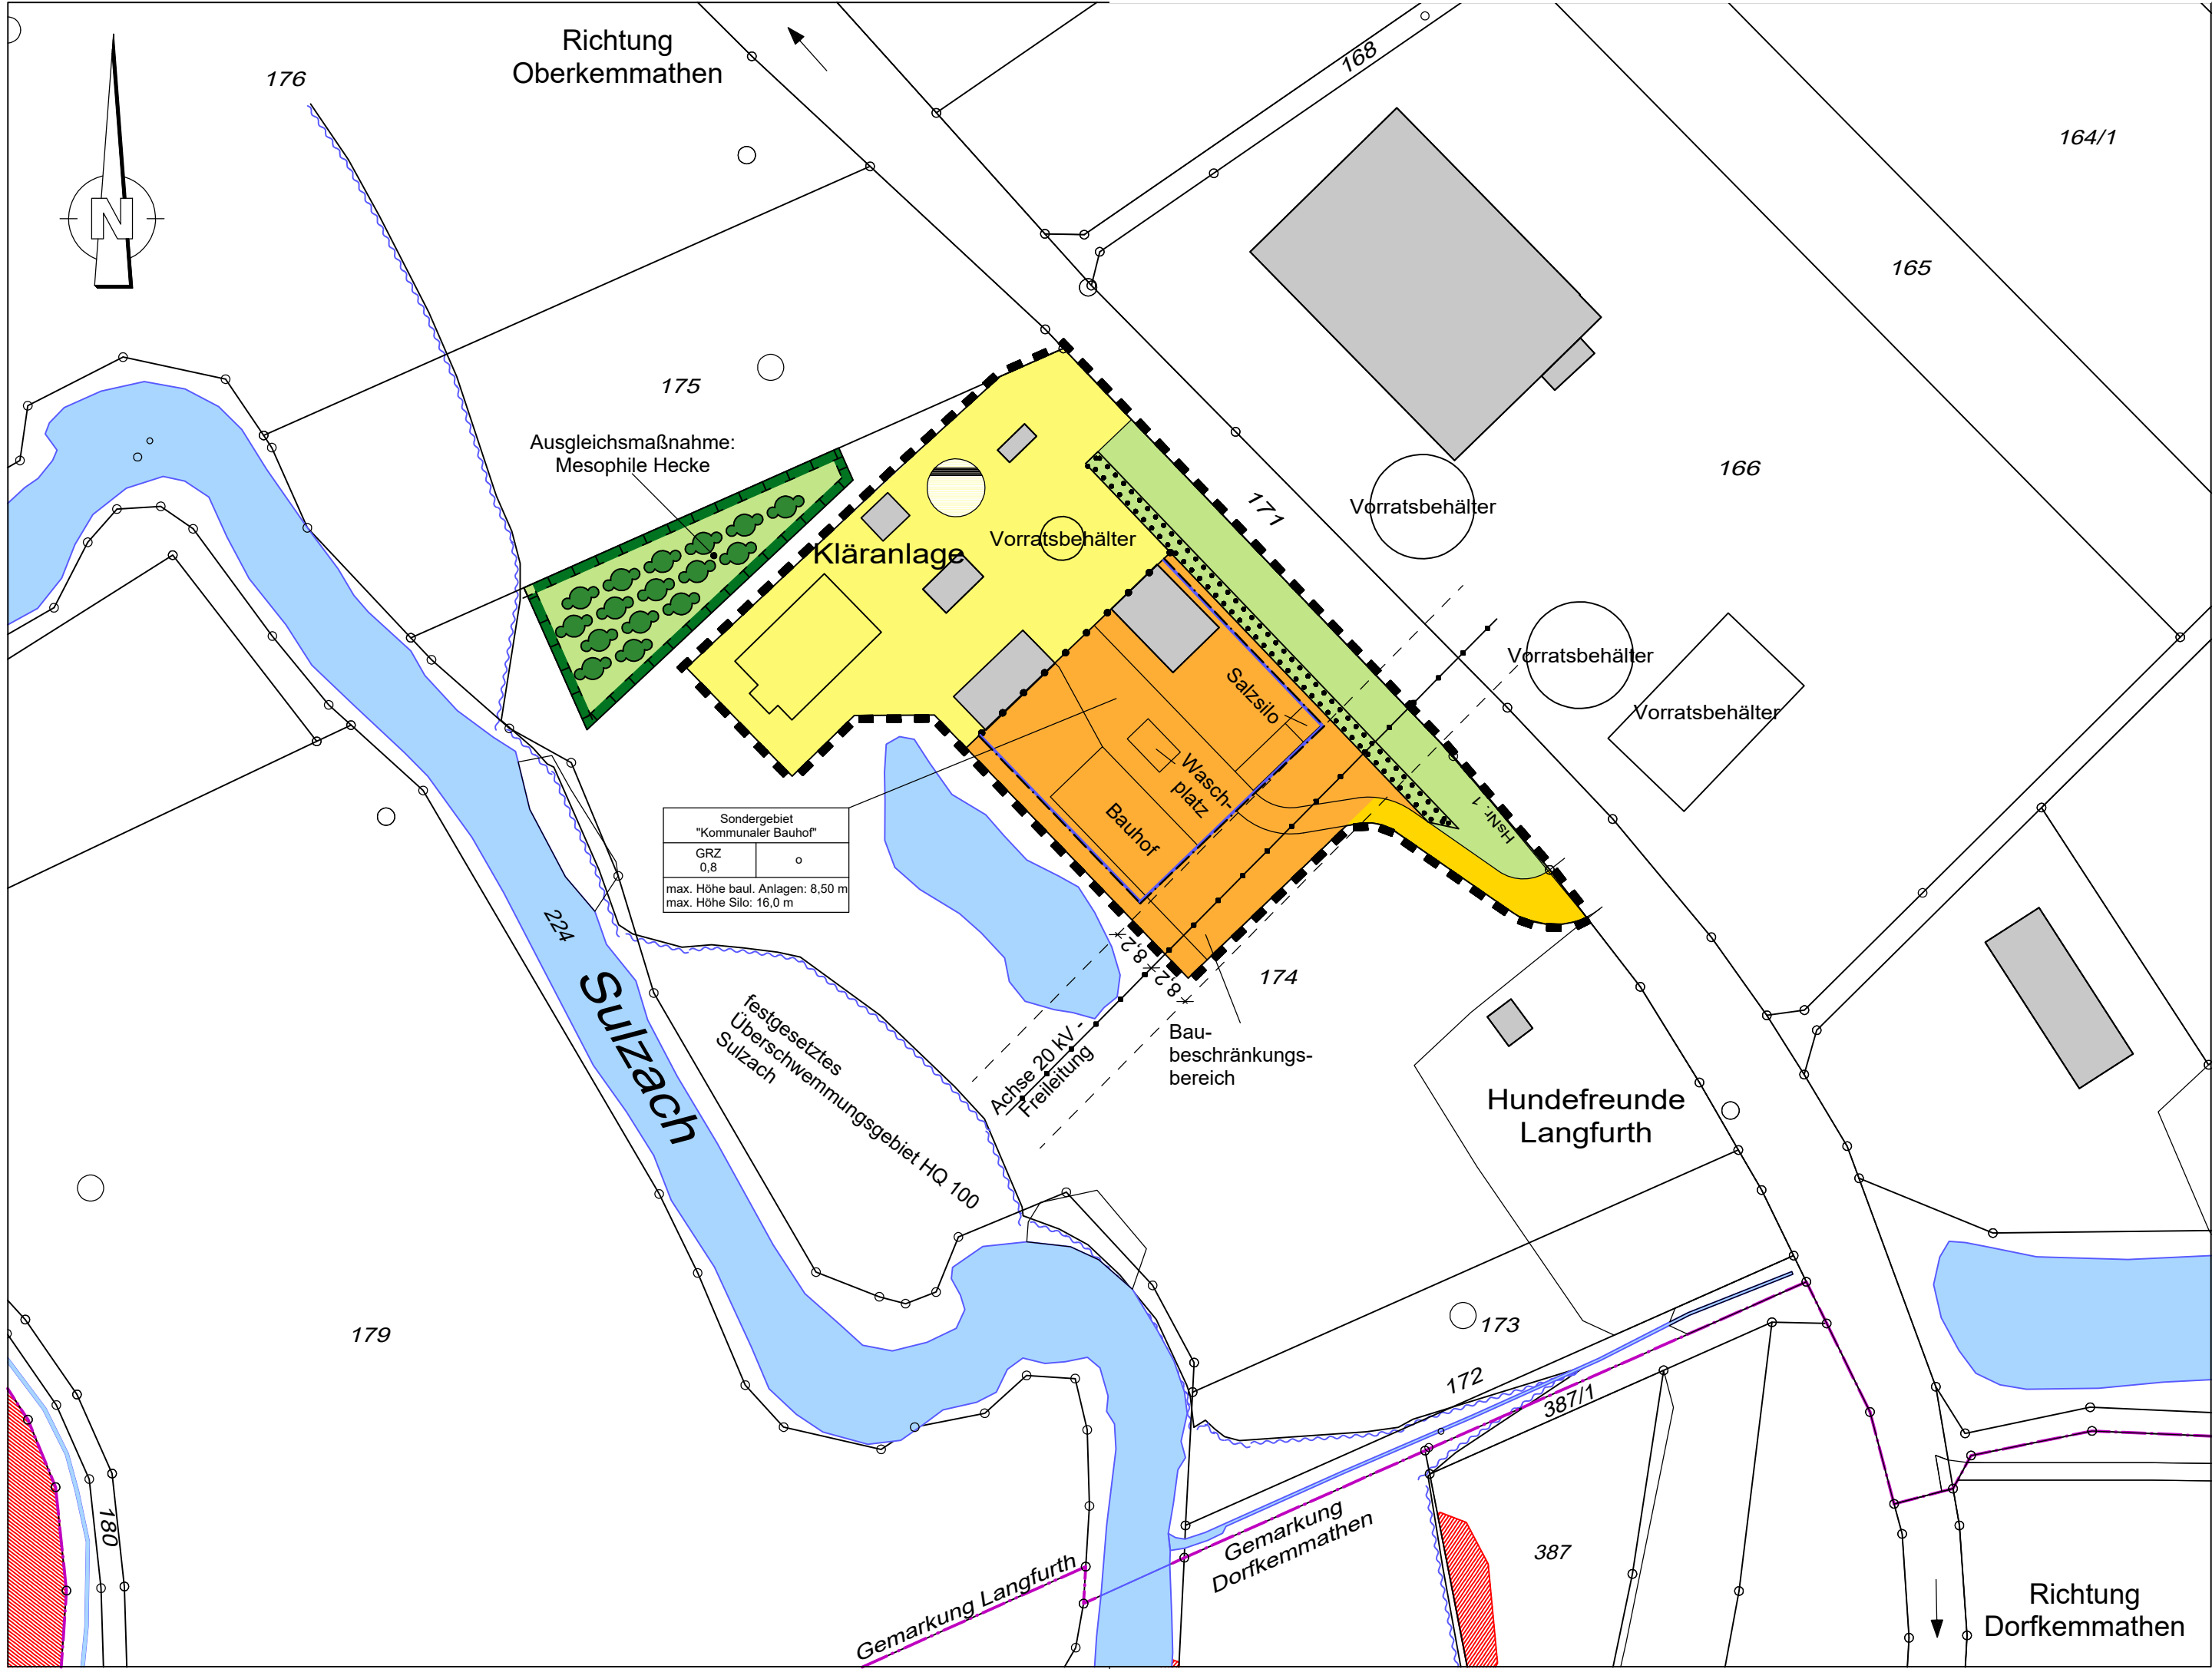 Richtung
Oberkemmathen
168
176
N
164/1
165
175
Ausgleichsmaßnahme:
Mesophile Hecke
166
171
Vorratsbehälter
Vorratsbehälter
Kläranlage
Vorratsbehälter
Vorratsbehälter
Salzsilo
Wasch-
platz
Bauhof
HsNr. 1
Sondergebiet
"Kommunaler Bauhof"
GRZ
0,8
o
max. Höhe baul. Anlagen: 8,50 m
max. Höhe Silo: 16,0 m
224
Sulzach
8,2
8,2
174
festgesetztes
Überschwemmungsgebiet HQ 100
Sulzach
Achse 20 kV -
Freileitung
Bau-
beschränkungs-
bereich
Hundefreunde
Langfurth
179
173
172
387/1
180
Gemarkung Langfurth
Gemarkung
Dorfkemmathen
387
Richtung
Dorfkemmathen